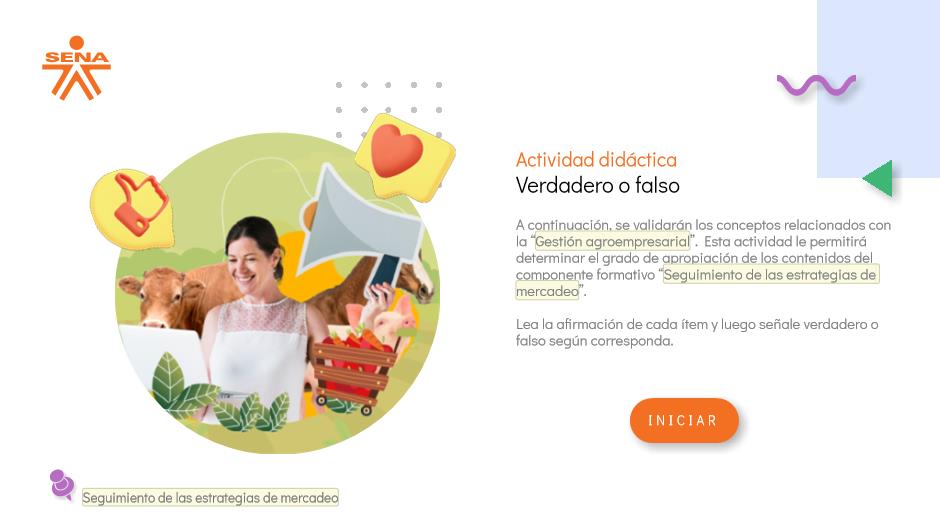 SENA
Actividad didáctica
Verdadero o falso
A continuación, se validarán los conceptos relacionados con
la “Gestión agroempresarial”. Esta actividad le permitirá
determinar el grado de apropiación de los contenidos del
componente formativo “Seguimiento de las estrategias de
mercadeo”.
Lea la afirmación de cada ítem y luego señale verdadero o
falso según corresponda.
INICIAR
Seguimiento de las estrategias de mercadeo